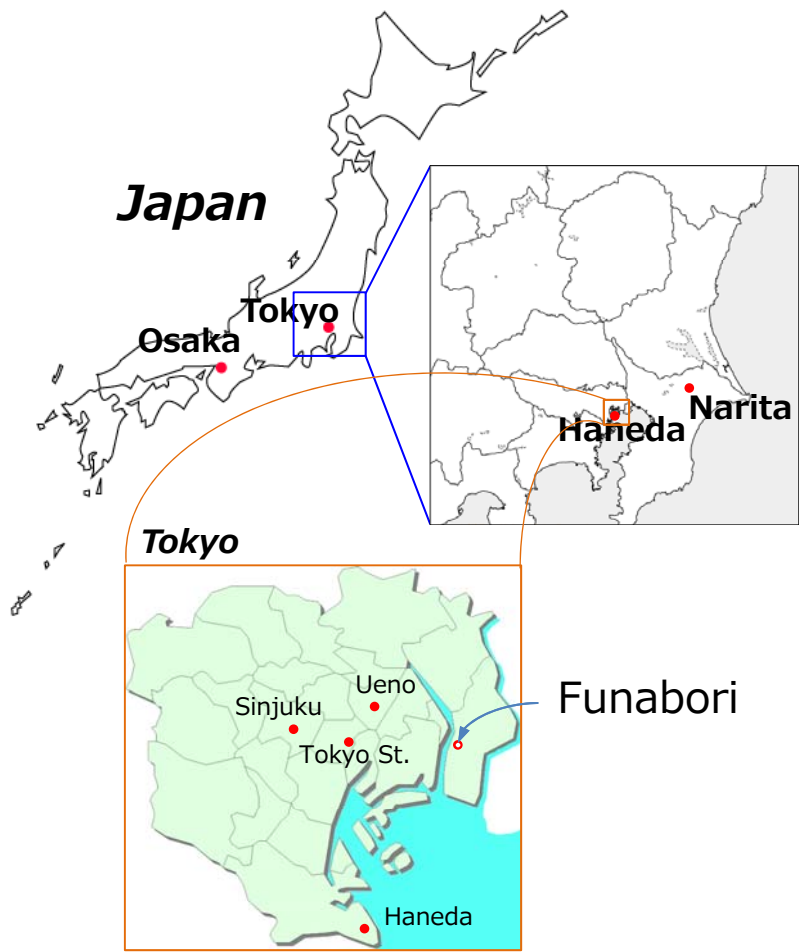 Japan
Tokyo
Osaka
Narita
Haneda
Tokyo
Ueno
Funabori
Sinjuku
Tokyo St.
Haneda